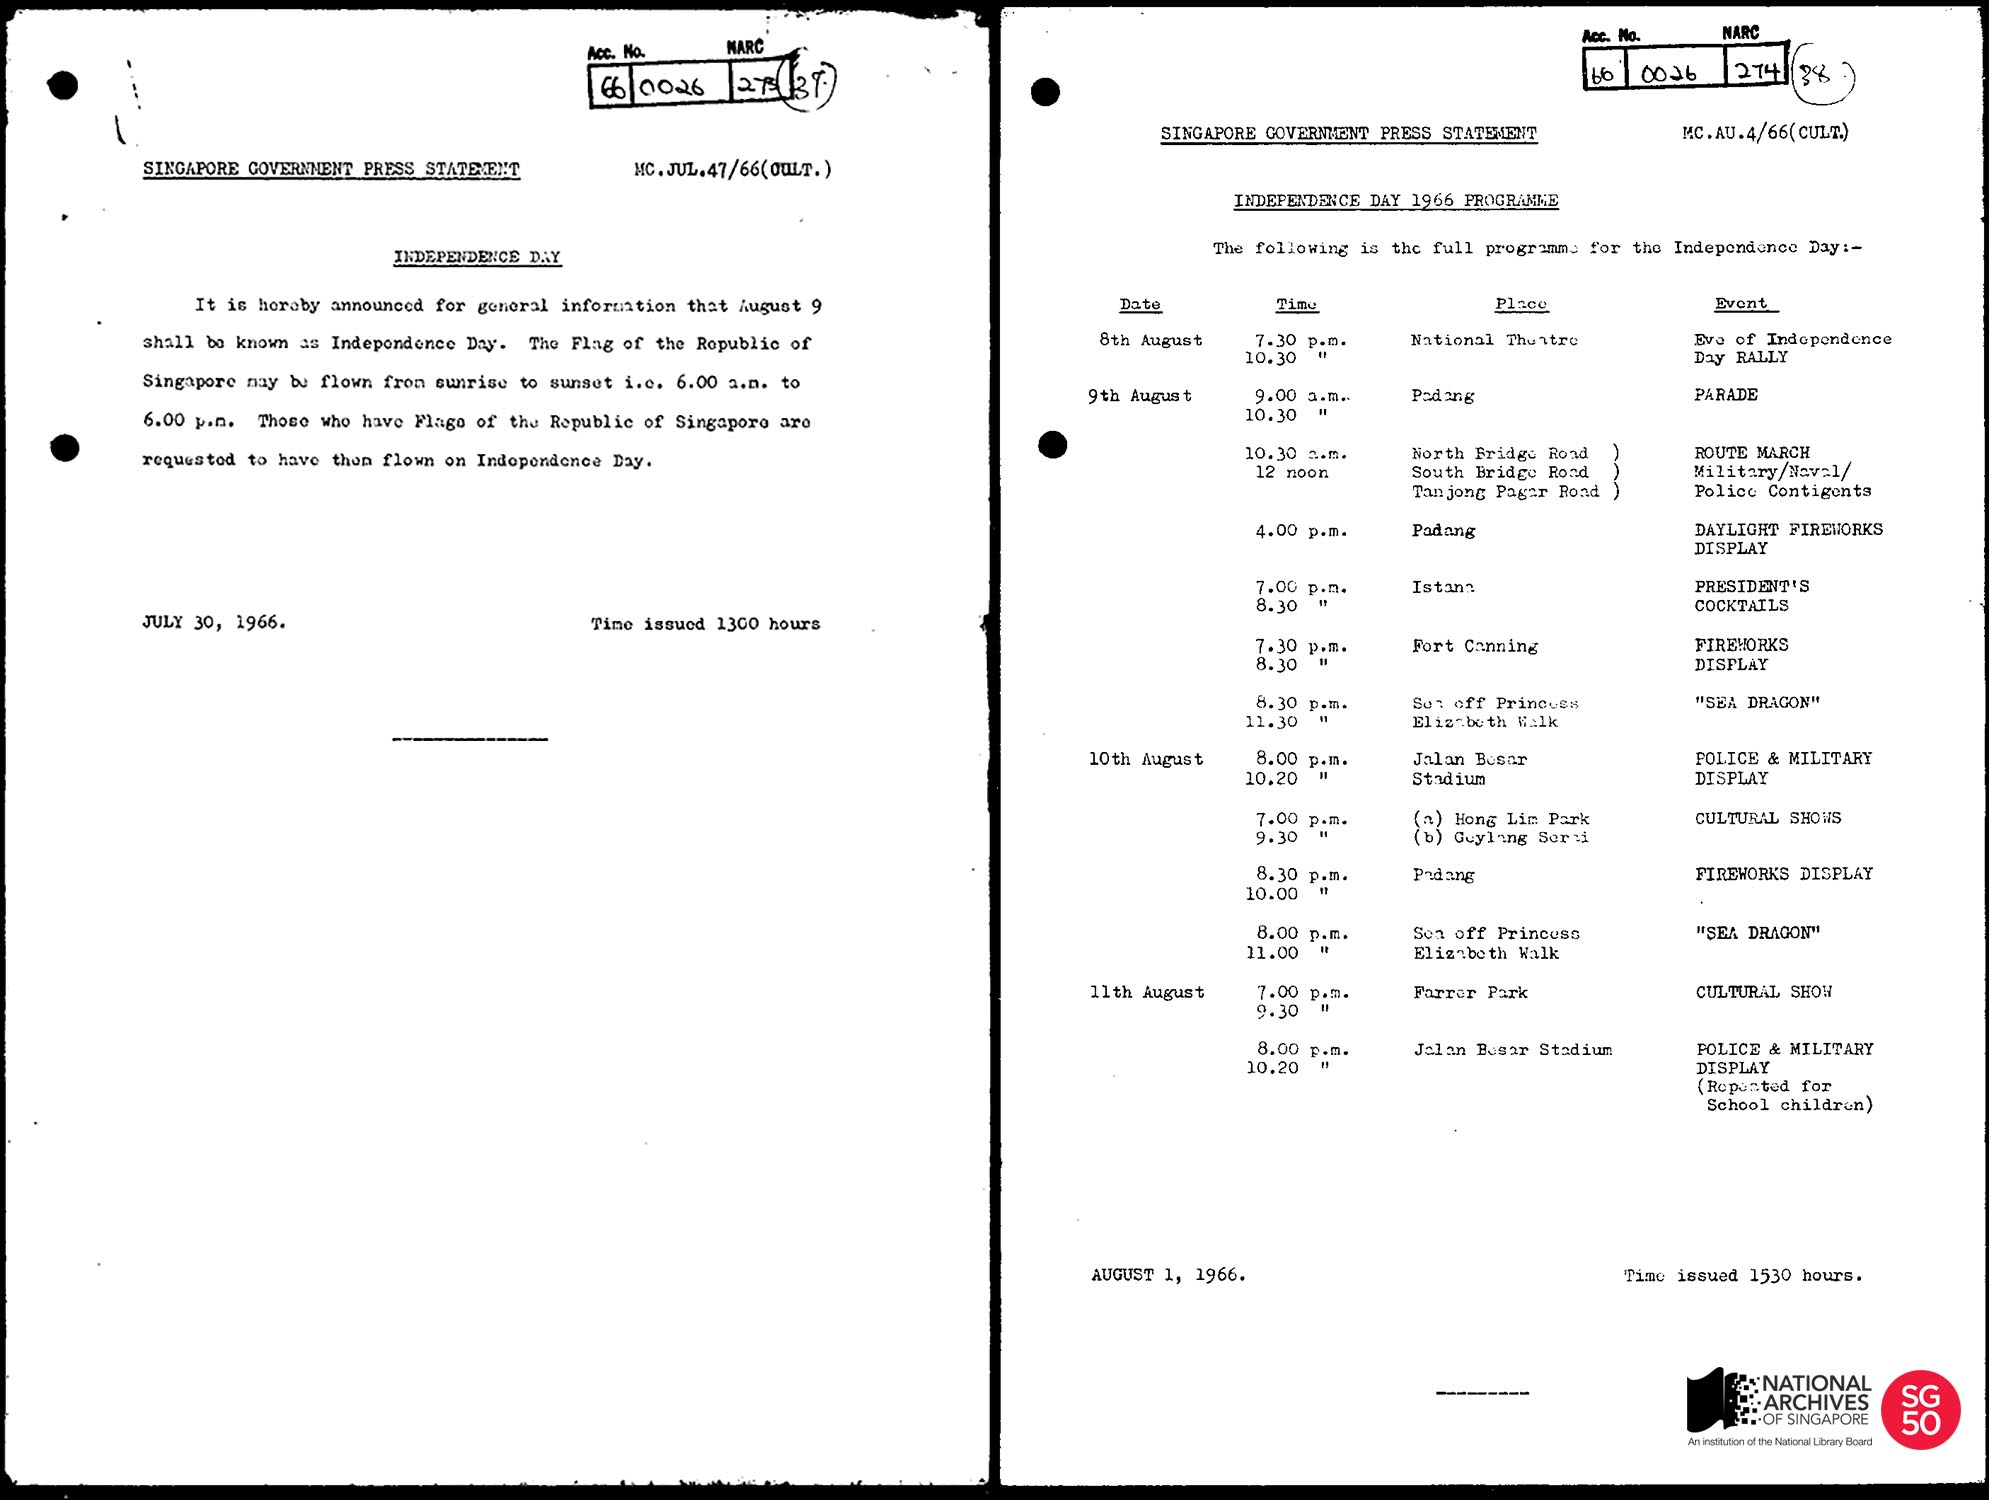 Acc. No. NARC
66 0026 273 37.
SINGAPORE GOVERNMENT PRESS STATEMENT MC.JUL.47/66(CULT.)
INDEPENDENCE DAY
It is hereby announced for general information that August 9
shall be known as Independence Day. The Flag of the Republic of
Singapore may be flown from sunrise to sunset i.e. 6.00 a.m. to
6.00 p.m. Those who have Flags of the Republic of Singapore are
requested to have them flown on Independence Day.
JULY 30, 1966. Time issued 1300 hours
Acc. No. NARC
66 0026 274 38.
SINGAPORE GOVERNMENT PRESS STATEMENT MC.AU.4/66(CULT.)
INDEPENDENCE DAY 1966 PROGRAMME
The following is the full programme for the Independence Day:-
Date Time Place Event
8th August 7.30 p.m. National Theatre Eve of Independence
10.30 " Day RALLY
9th August 9.00 a.m. Padang PARADE
10.30 "
10.30 a.m. North Bridge Road ) ROUTE MARCH
12 noon South Bridge Road ) Military/Naval/
Tanjong Pagar Road ) Police Contigents
4.00 p.m. Padang DAYLIGHT FIREWORKS
DISPLAY
7.00 p.m. Istana PRESIDENT'S
8.30 " COCKTAILS
7.30 p.m. Fort Canning FIREWORKS
8.30 " DISPLAY
8.30 p.m. Sea off Princess "SEA DRAGON"
11.30 " Elizabeth Walk
10th August 8.00 p.m. Jalan Besar POLICE & MILITARY
10.20 " Stadium DISPLAY
7.00 p.m. (a) Hong Lim Park CULTURAL SHOWS
9.30 " (b) Geylang Serai
8.30 p.m. Padang FIREWORKS DISPLAY
10.00 "
8.00 p.m. Sea off Princess "SEA DRAGON"
11.00 " Elizabeth Walk
11th August 7.00 p.m. Farrer Park CULTURAL SHOW
9.30 "
8.00 p.m. Jalan Besar Stadium POLICE & MILITARY
10.20 " DISPLAY
(Repeated for
School children)
AUGUST 1, 1966. Time issued 1530 hours.
NATIONAL
ARCHIVES
OF SINGAPORE
An institution of the National Library Board
SG
50